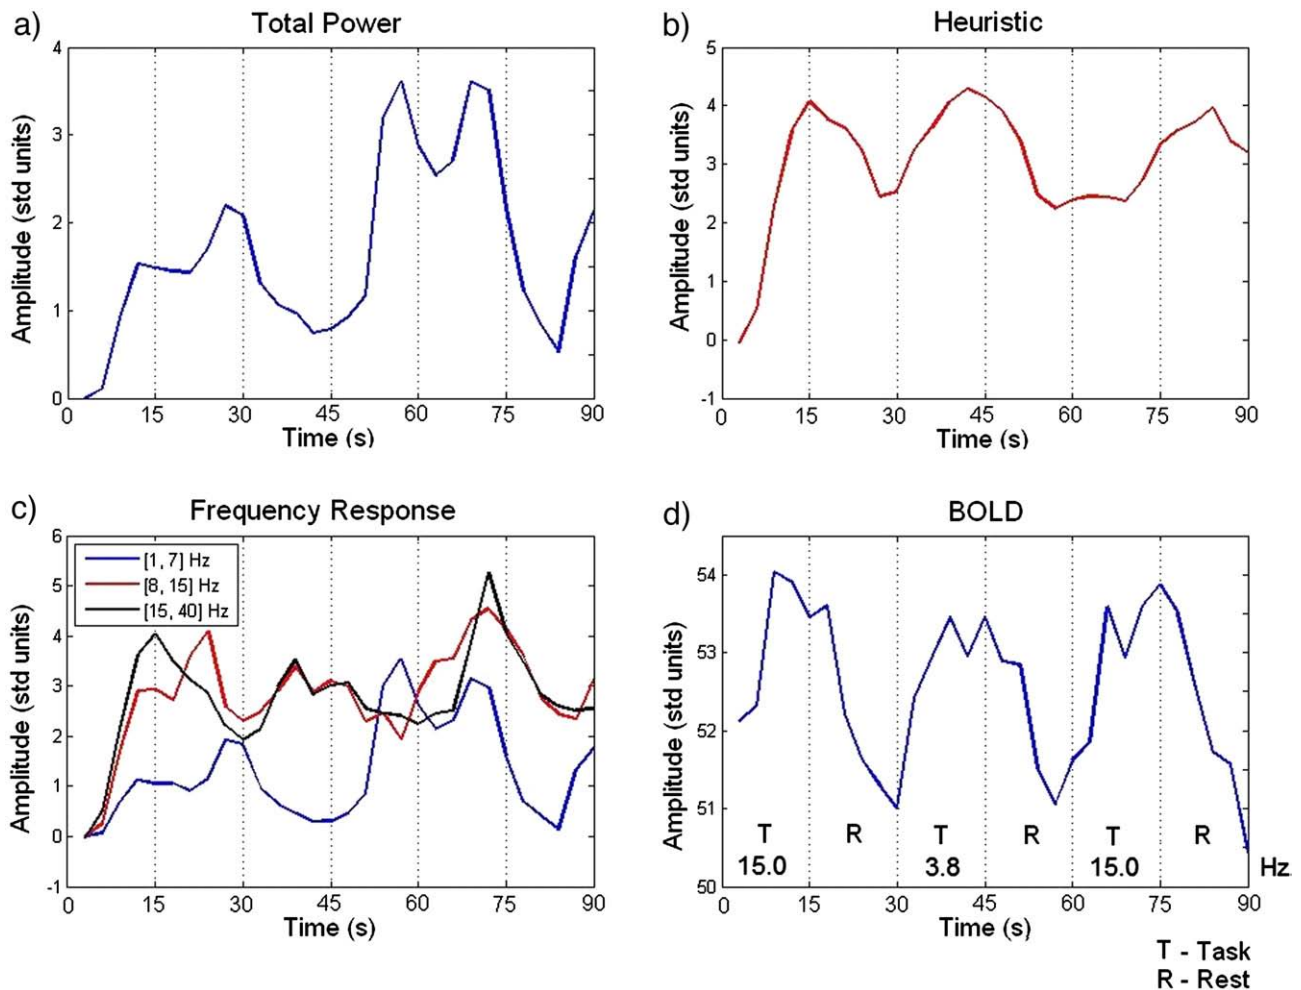 a) Total Power
4
3
2
1
0
0 15 30 45 60 75 90
Amplitude (std units)
Time (s)
b) Heuristic
5
4
3
2
1
0
-1
0 15 30 45 60 75 90
Amplitude (std units)
Time (s)
c) Frequency Response
6
5
4
3
2
1
0
-1
[1, 7] Hz
[8, 15] Hz
[15, 40] Hz
0 15 30 45 60 75 90
Amplitude (std units)
Time (s)
d) BOLD
54
53
52
51
50
T R T R T R
15.0 3.8 15.0 Hz
0 15 30 45 60 75 90
Amplitude (std units)
Time (s)
T - Task
R - Rest